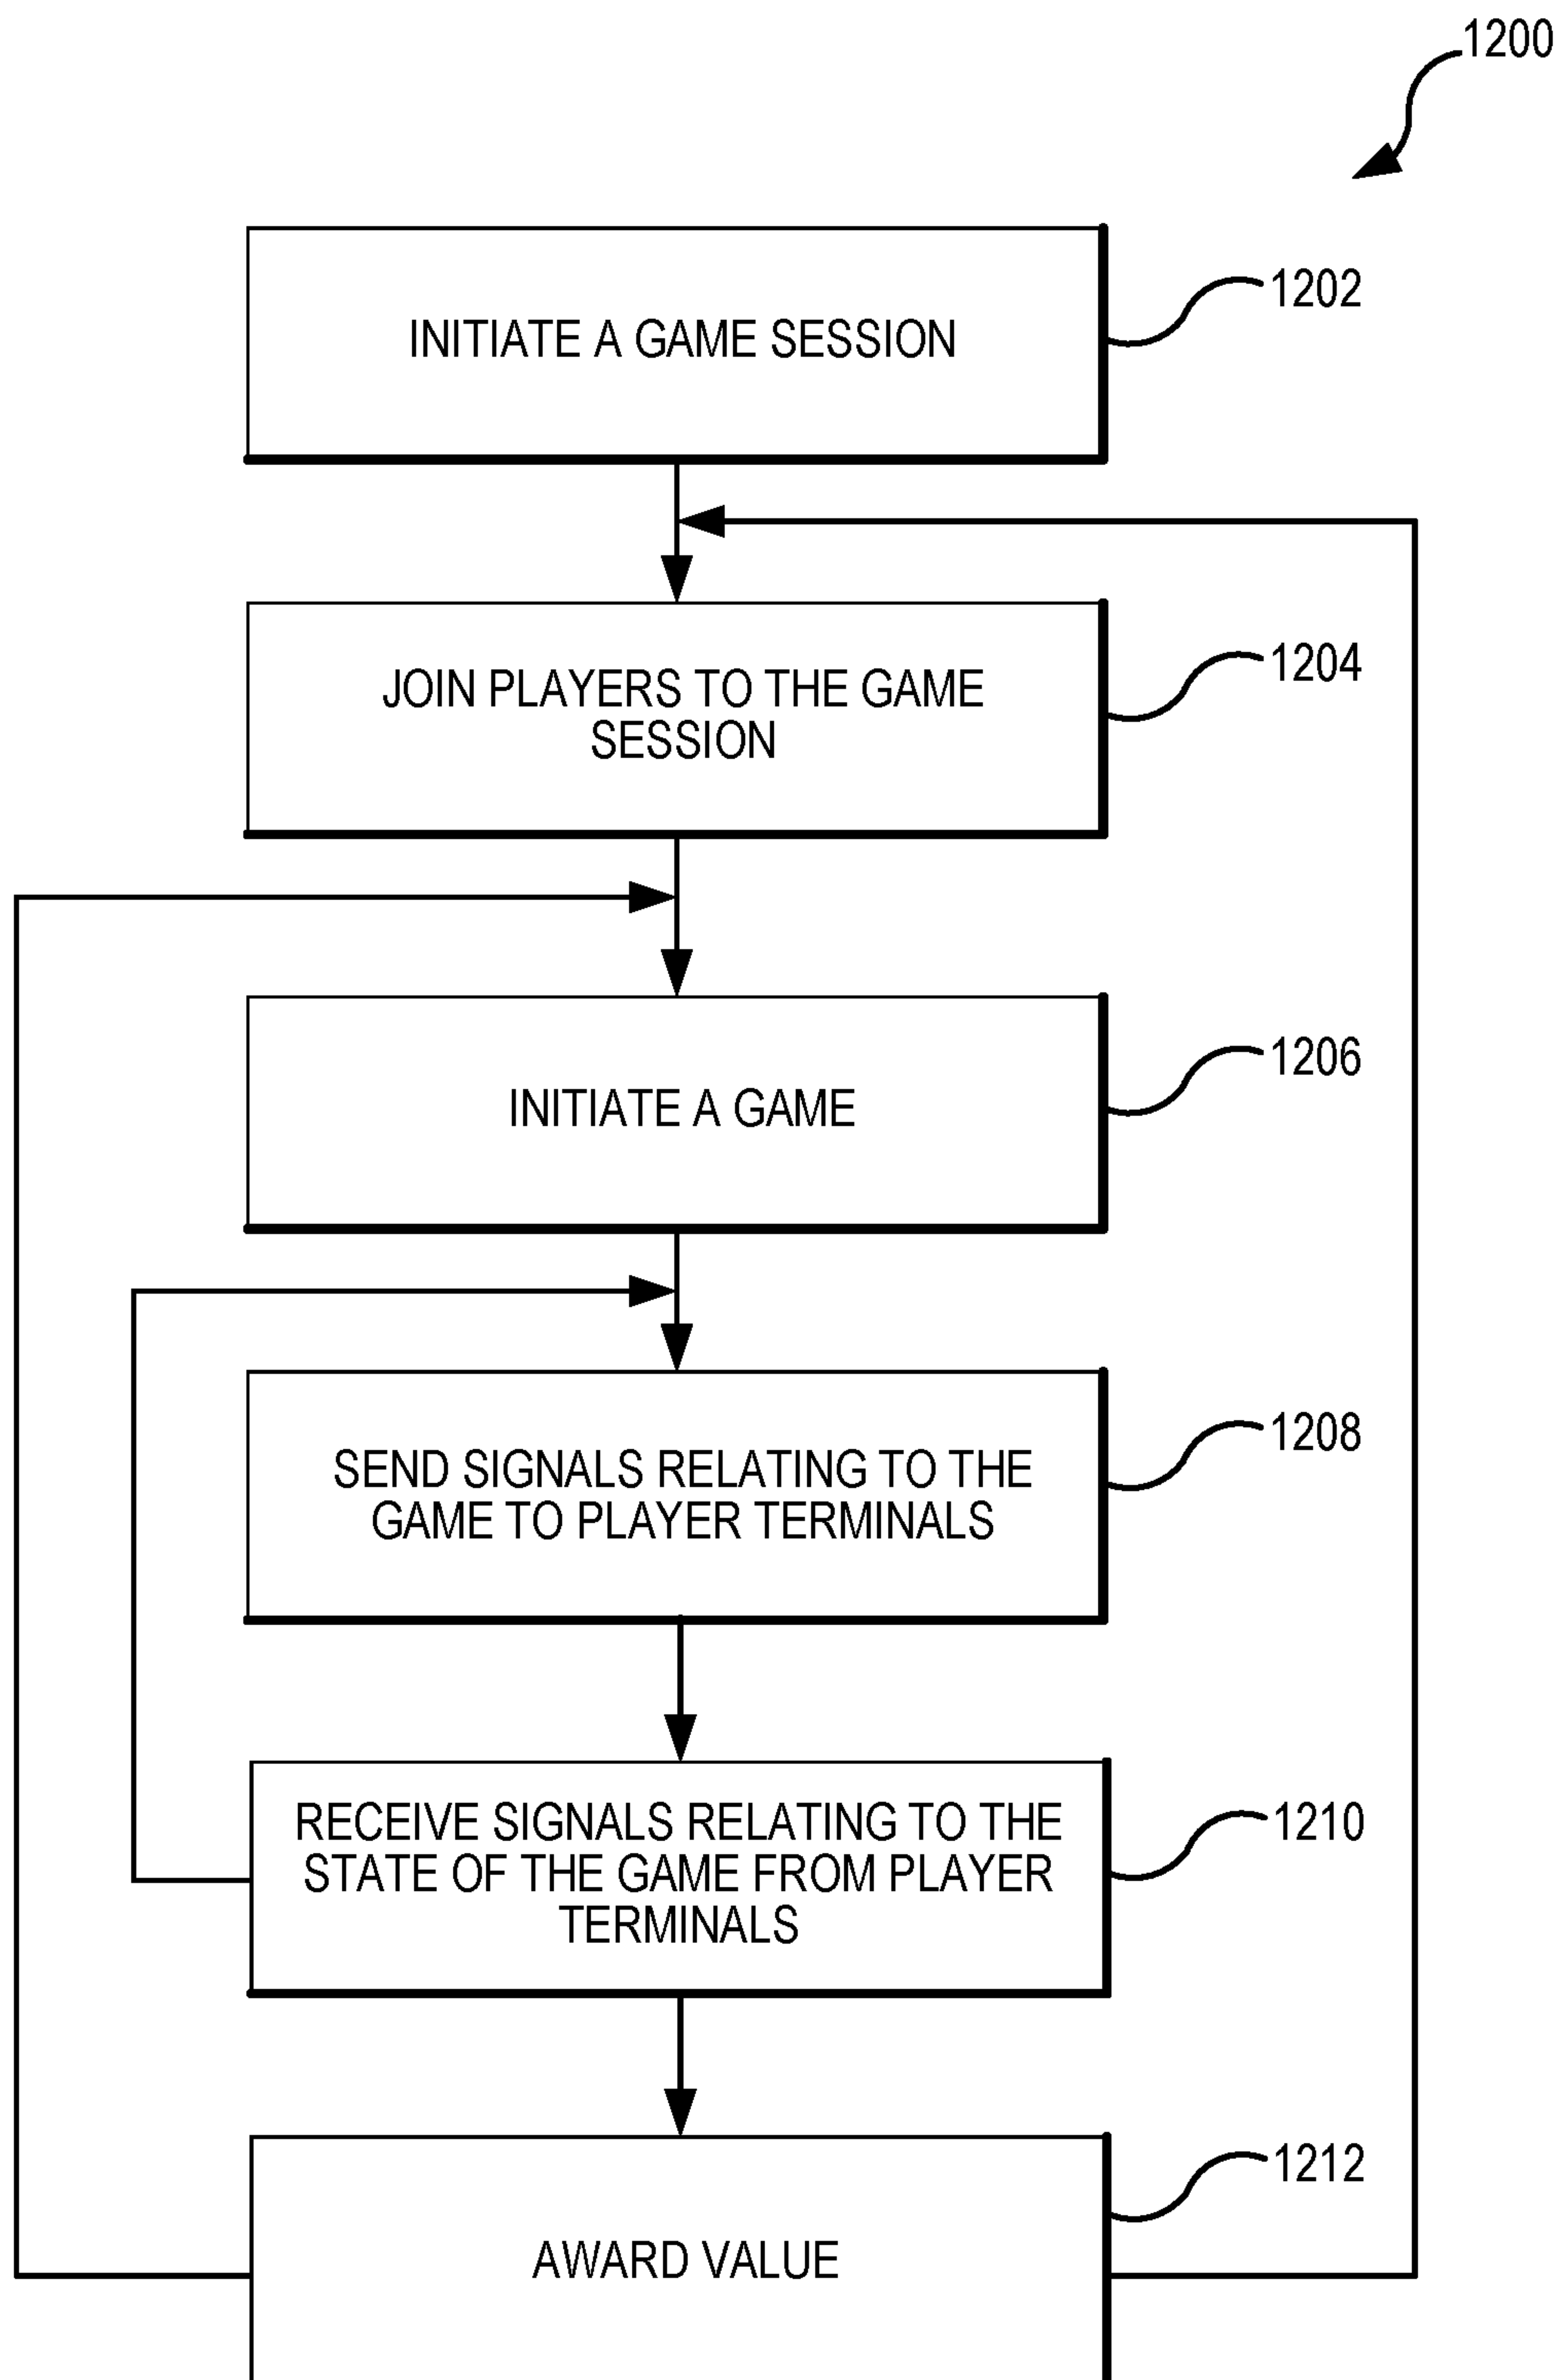 1200
INITIATE A GAME SESSION
1202
JOIN PLAYERS TO THE GAME
SESSION
1204
INITIATE A GAME
1206
SEND SIGNALS RELATING TO THE
GAME TO PLAYER TERMINALS
1208
RECEIVE SIGNALS RELATING TO THE
STATE OF THE GAME FROM PLAYER
TERMINALS
1210
AWARD VALUE
1212